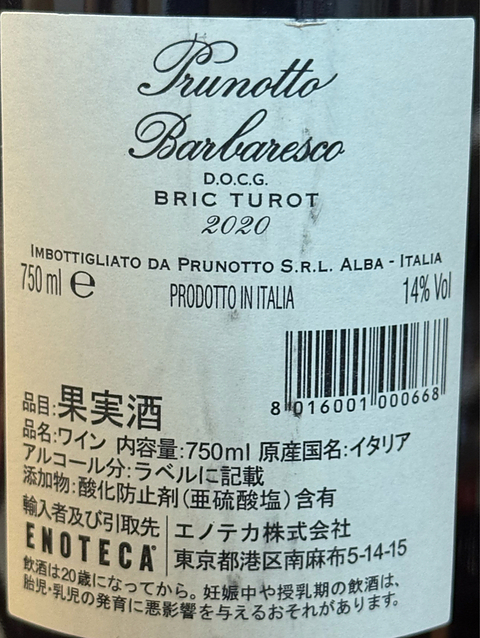 Prunotto
Barbaresco
D.O.C.G.
BRIC TUROT
2020
IMBOTTIGLIATO DA PRUNOTTO S.R.L. ALBA - ITALIA
750 ml e PRODOTTO IN ITALIA 14% Vol
8 016001 000668
品目:果実酒
品名:ワイン 内容量:750ml 原産国名:イタリア
アルコール分:ラベルに記載
添加物:酸化防止剤(亜硫酸塩)含有
輸入者及び引取先 エノテカ株式会社
ENOTECA 東京都港区南麻布5-14-15
飲酒は20歳になってから。妊娠中や授乳期の飲酒は、
胎児・乳児の発育に悪影響を与えるおそれがあります。